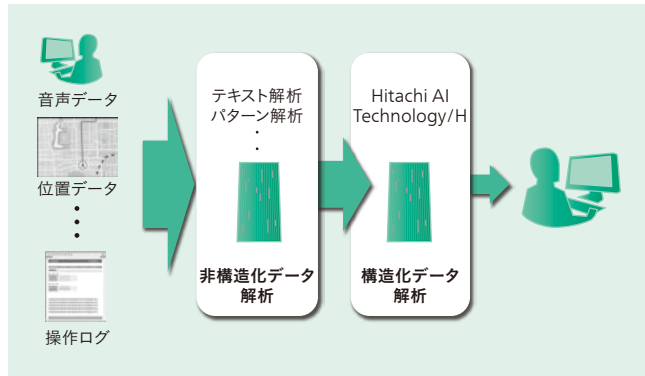 音声データ
位置データ
操作ログ
テキスト解析
パターン解析
非構造化データ
解析
Hitachi AI
Technology/H
構造化データ
解析